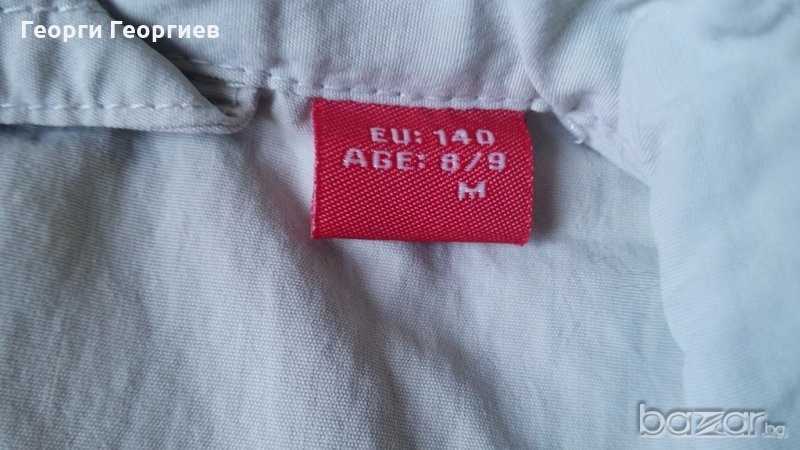 Георги Георгиев
EU: 140
AGE: 8/9
M
bazar.bg